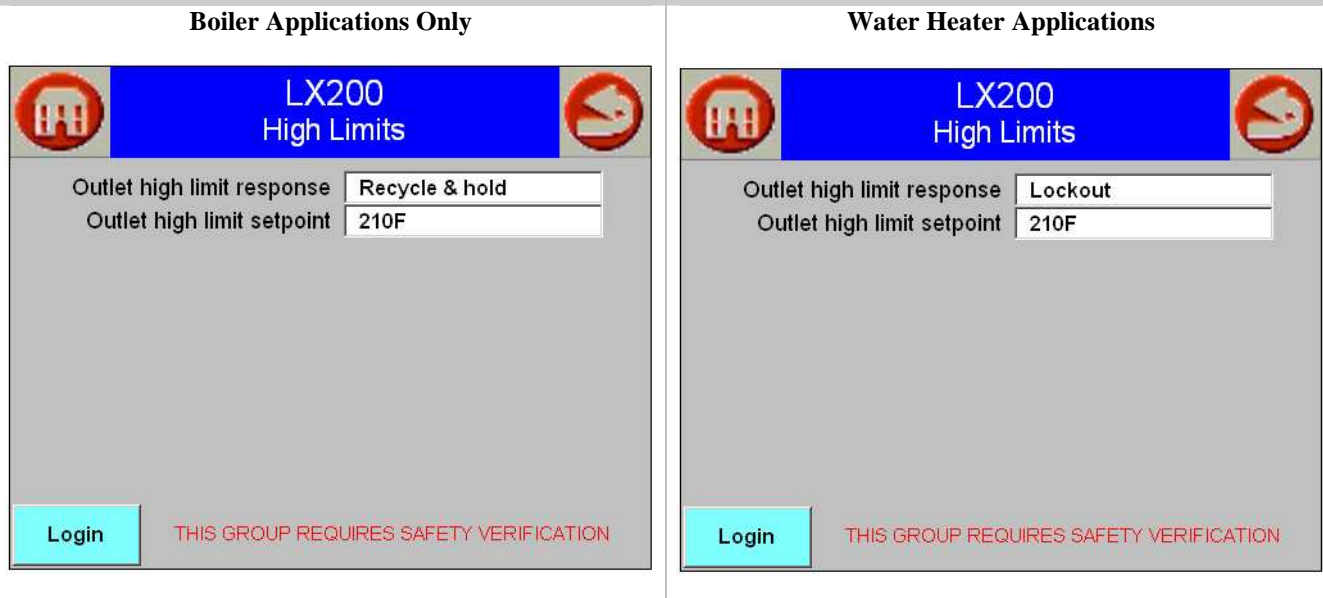 Boiler Applications Only
LX200
High Limits
Outlet high limit response Recycle & hold
Outlet high limit setpoint 210F
Login THIS GROUP REQUIRES SAFETY VERIFICATION
Water Heater Applications
LX200
High Limits
Outlet high limit response Lockout
Outlet high limit setpoint 210F
Login THIS GROUP REQUIRES SAFETY VERIFICATION